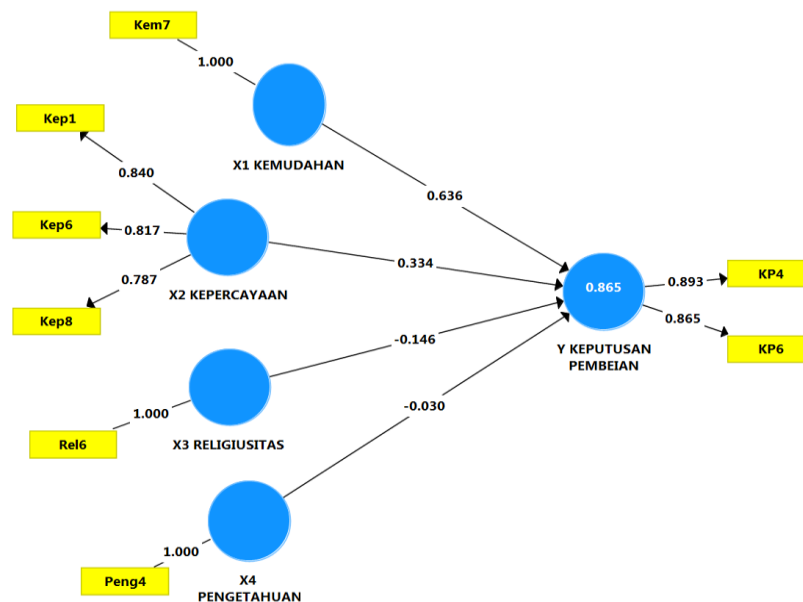 Kem7
1.000
Kep1
X1 KEMUDAHAN
0.840
0.636
Kep6
0.817
0.334
0.893
KP4
0.787
X2 KEPERCAYAAN
0.865
0.865
Kep8
-0.146
Y KEPUTUSAN
PEMBEIAN
KP6
1.000
-0.030
Rel6
X3 RELIGIUSITAS
1.000
Peng4
X4
PENGETAHUAN